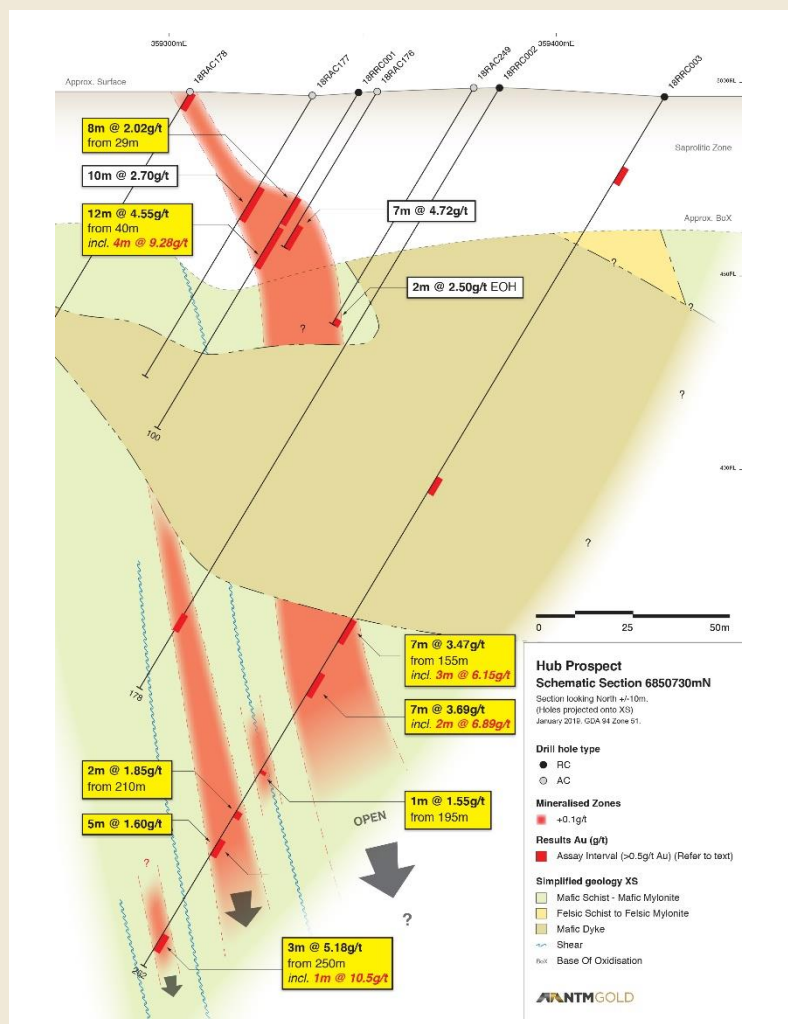 359300mE
359400mE
18RAC178
18RAC177
18RRC001
18RAC176
18RAC249
18RRC002
18RRC003
Approx. Surface
Saprolitic Zone
8m @ 2.02g/t
from 29m
10m @ 2.70g/t
12m @ 4.55g/t
from 40m
incl. 4m @ 9.28g/t
7m @ 4.72g/t
Approx. BoX
450RL
2m @ 2.50g/t EOH
?
?
?
?
100
400RL
?
0
25
50m
7m @ 3.47g/t
from 155m
incl. 3m @ 6.15g/t
7m @ 3.69g/t
incl. 2m @ 6.89g/t
178
2m @ 1.85g/t
from 210m
5m @ 1.60g/t
1m @ 1.55g/t
from 195m
OPEN
?
?
3m @ 5.18g/t
from 250m
incl. 1m @ 10.5g/t
262
Hub Prospect
Schematic Section 6850730mN
Section looking North +/-10m.
(Holes projected onto XS)
January 2019. GDA 94 Zone 51.
Drill hole type
RC
AC
Mineralised Zones
+0.1g/t
Results Au (g/t)
Assay Interval (>0.5g/t Au) (Refer to text)
Simplified geology XS
Mafic Schist - Mafic Mylonite
Felsic Schist to Felsic Mylonite
Mafic Dyke
Shear
BoX Base Of Oxidisation
NTMGOLD